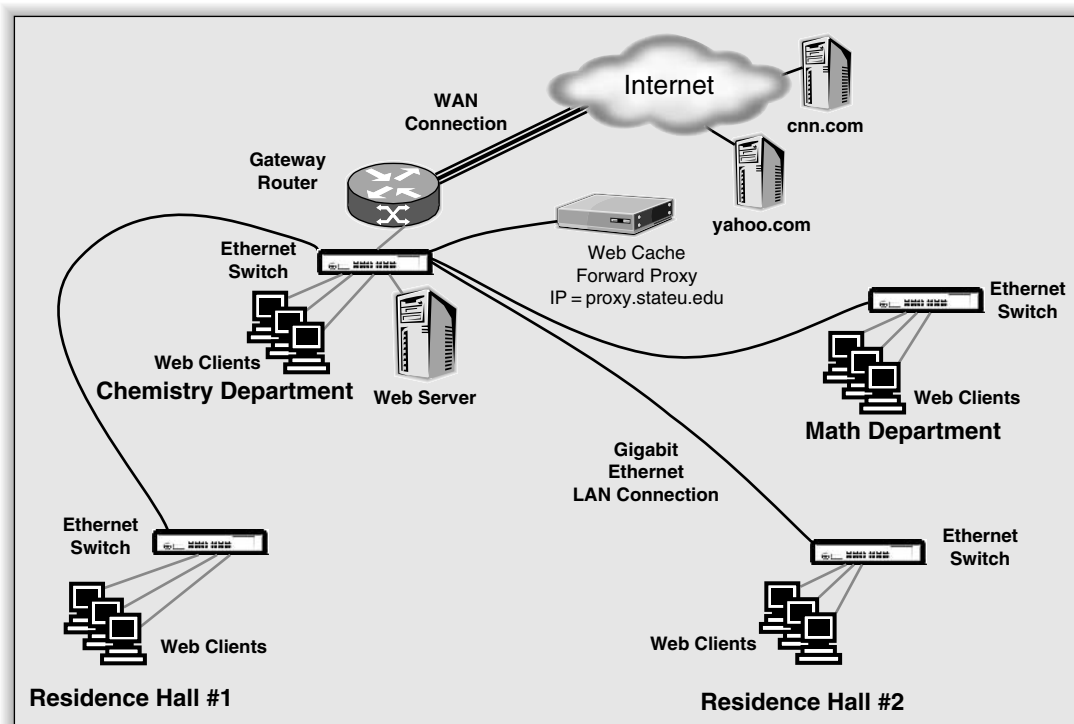 Internet
WAN
Connection
cnn.com
Gateway
Router
yahoo.com
Ethernet
Switch
Web Cache
Forward Proxy
IP = proxy.stateu.edu
Ethernet
Switch
Web Clients
Chemistry Department
Web Server
Web Clients
Math Department
Gigabit
Ethernet
LAN Connection
Ethernet
Switch
Ethernet
Switch
Web Clients
Web Clients
Residence Hall #1
Residence Hall #2